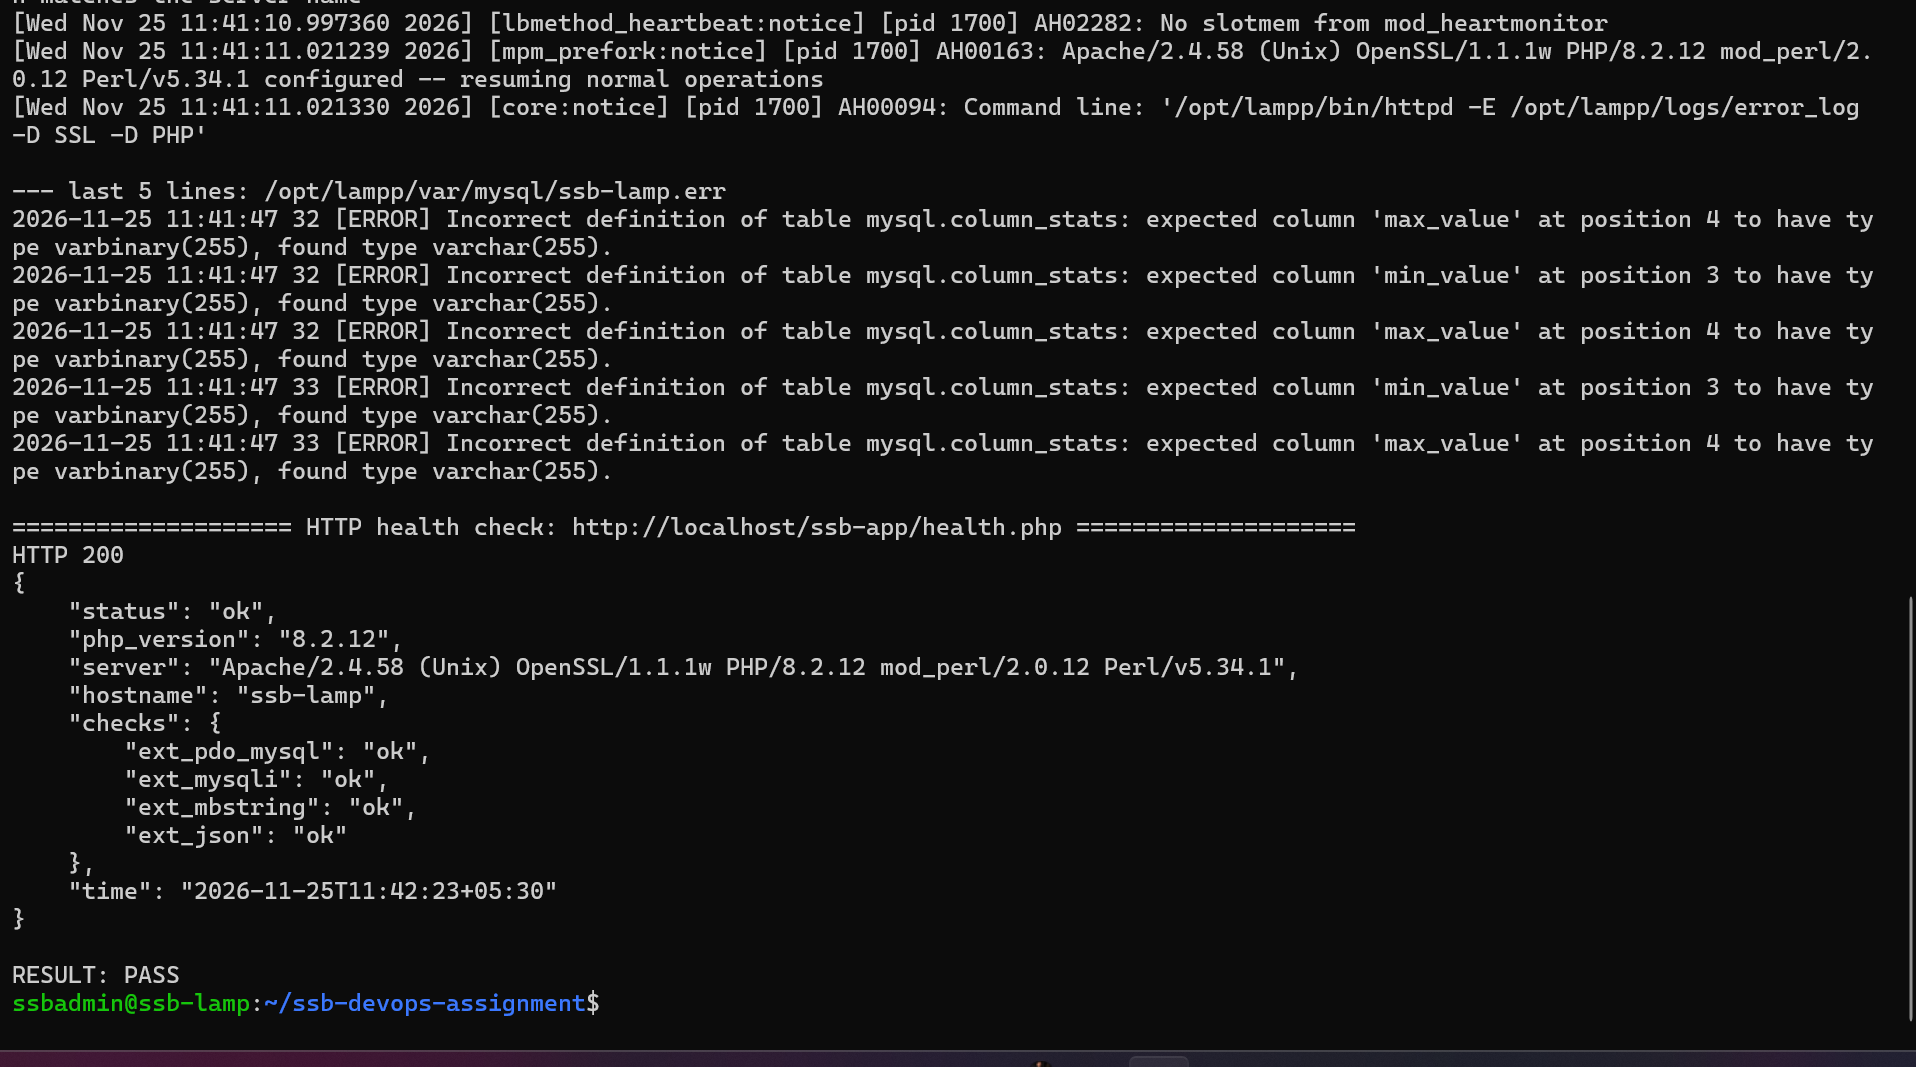 n matches the server name
[Wed Nov 25 11:41:10.997360 2026] [lbmethod_heartbeat:notice] [pid 1700] AH02282: No slotmem from mod_heartmonitor
[Wed Nov 25 11:41:11.021239 2026] [mpm_prefork:notice] [pid 1700] AH00163: Apache/2.4.58 (Unix) OpenSSL/1.1.1w PHP/8.2.12 mod_perl/2.
0.12 Perl/v5.34.1 configured -- resuming normal operations
[Wed Nov 25 11:41:11.021330 2026] [core:notice] [pid 1700] AH00094: Command line: '/opt/lampp/bin/httpd -E /opt/lampp/logs/error_log
-D SSL -D PHP'
--- last 5 lines: /opt/lampp/var/mysql/ssb-lamp.err
2026-11-25 11:41:47 32 [ERROR] Incorrect definition of table mysql.column_stats: expected column 'max_value' at position 4 to have ty
pe varbinary(255), found type varchar(255).
2026-11-25 11:41:47 32 [ERROR] Incorrect definition of table mysql.column_stats: expected column 'min_value' at position 3 to have ty
pe varbinary(255), found type varchar(255).
2026-11-25 11:41:47 32 [ERROR] Incorrect definition of table mysql.column_stats: expected column 'max_value' at position 4 to have ty
pe varbinary(255), found type varchar(255).
2026-11-25 11:41:47 33 [ERROR] Incorrect definition of table mysql.column_stats: expected column 'min_value' at position 3 to have ty
pe varbinary(255), found type varchar(255).
2026-11-25 11:41:47 33 [ERROR] Incorrect definition of table mysql.column_stats: expected column 'max_value' at position 4 to have ty
pe varbinary(255), found type varchar(255).
==================== HTTP health check: http://localhost/ssb-app/health.php ====================
HTTP 200
{
    "status": "ok",
    "php_version": "8.2.12",
    "server": "Apache/2.4.58 (Unix) OpenSSL/1.1.1w PHP/8.2.12 mod_perl/2.0.12 Perl/v5.34.1",
    "hostname": "ssb-lamp",
    "checks": {
        "ext_pdo_mysql": "ok",
        "ext_mysqli": "ok",
        "ext_mbstring": "ok",
        "ext_json": "ok"
    },
    "time": "2026-11-25T11:42:23+05:30"
}
RESULT: PASS
ssbadmin@ssb-lamp:~/ssb-devops-assignment$